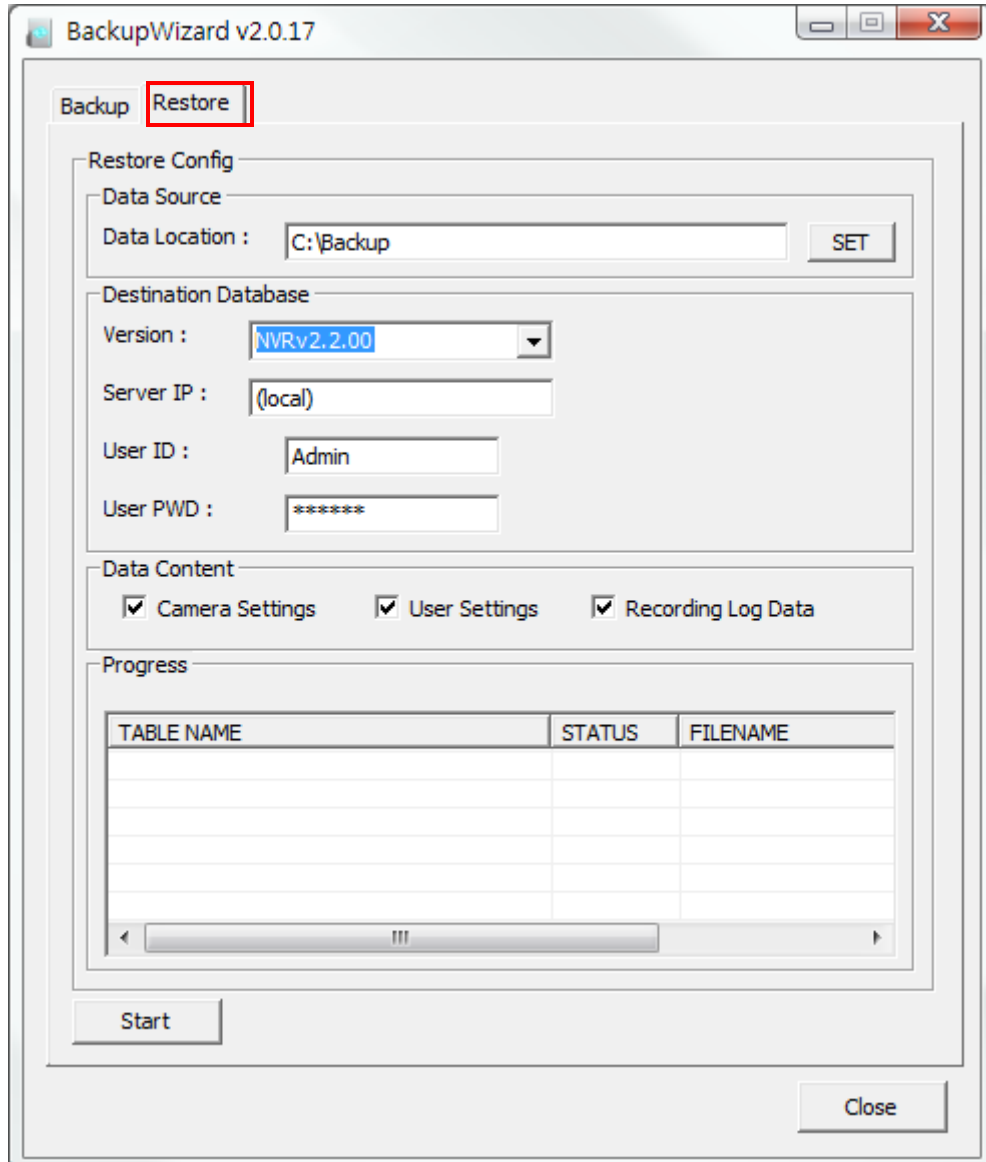 BackupWizard v2.0.17
Backup Restore
Restore Config
Data Source
Data Location : C:\Backup SET
Destination Database
Version : NVRv2.2.00
Server IP : (local)
User ID : Admin
User PWD : ******
Data Content
Camera Settings User Settings Recording Log Data
Progress
TABLE NAME STATUS FILENAME
Start
Close